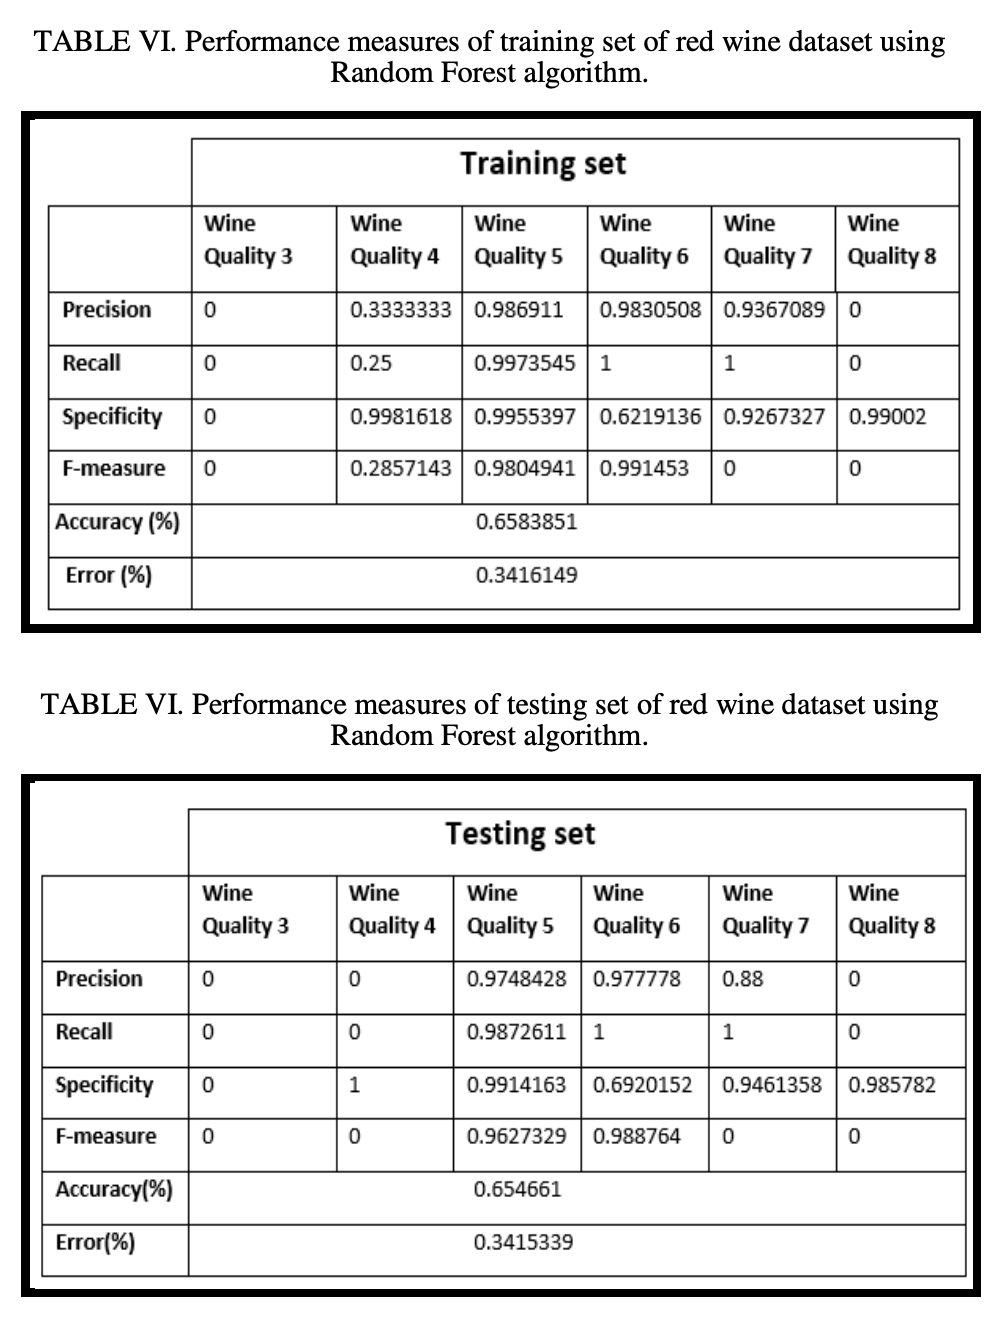 TABLE VI. Performance measures of training set of red wine dataset using
Random Forest algorithm.
Training set
Wine Quality 3 Wine Quality 4 Wine Quality 5 Wine Quality 6 Wine Quality 7 Wine Quality 8
Precision 0 0.3333333 0.986911 0.9830508 0.9367089 0
Recall 0 0.25 0.9973545 1 1 0
Specificity 0 0.9981618 0.9955397 0.6219136 0.9267327 0.99002
F-measure 0 0.2857143 0.9804941 0.991453 0 0
Accuracy (%) 0.6583851
Error (%) 0.3416149
TABLE VI. Performance measures of testing set of red wine dataset using
Random Forest algorithm.
Testing set
Wine Quality 3 Wine Quality 4 Wine Quality 5 Wine Quality 6 Wine Quality 7 Wine Quality 8
Precision 0 0 0.9748428 0.977778 0.88 0
Recall 0 0 0.9872611 1 1 0
Specificity 0 1 0.9914163 0.6920152 0.9461358 0.985782
F-measure 0 0 0.9627329 0.988764 0 0
Accuracy(%) 0.654661
Error(%) 0.3415339